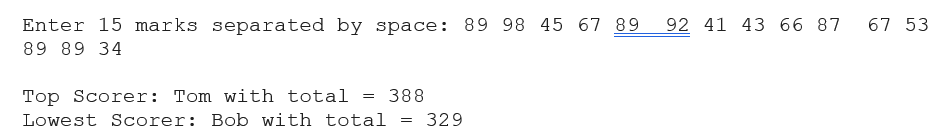 Enter 15 marks separated by space: 89 98 45 67 89  92 41 43 66 87  67 53
89 89 34
Top Scorer: Tom with total = 388
Lowest Scorer: Bob with total = 329